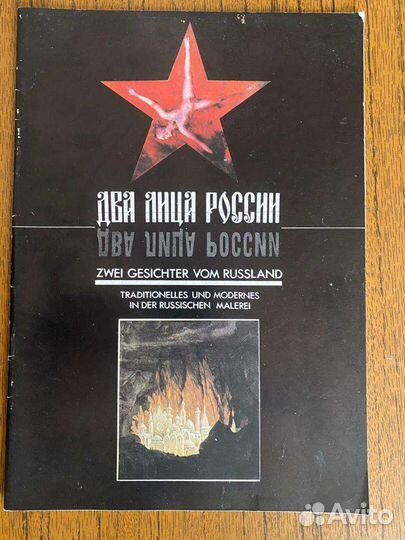 ДВА ЛИЦА РОССИИ
ДВА ЛИЦА РОССИИ
ZWEI GESICHTER VOM RUSSLAND
TRADITIONELLES UND MODERNES
IN DER RUSSISCHEN MALEREI
Avito